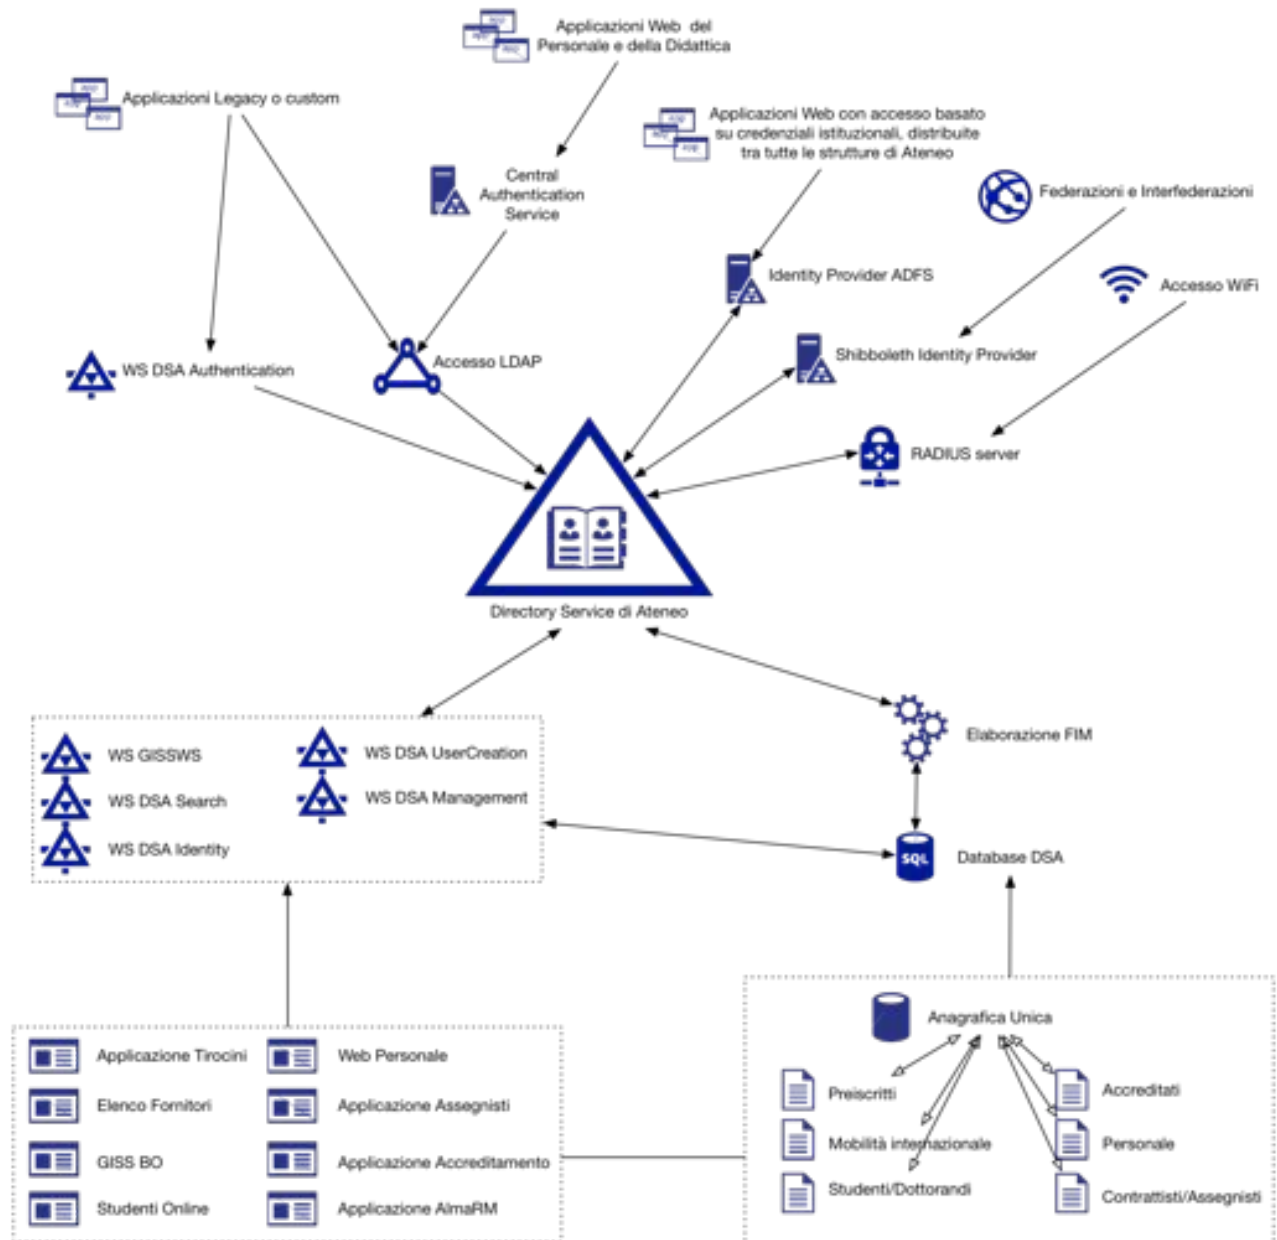 Applicazioni Web del
Personale e della Didattica
Applicazioni Legacy o custom
Applicazioni Web con accesso basato
su credenziali istituzionali, distribuite
tra tutte le strutture di Ateneo
Central
Authentication
Service
Federazioni e Interfederazioni
Identity Provider ADFS
Accesso WiFi
WS DSA Authentication
Accesso LDAP
Shibboleth Identity Provider
RADIUS server
Directory Service di Ateneo
WS GISSWS
WS DSA UserCreation
WS DSA Search
WS DSA Management
WS DSA Identity
Elaborazione FIM
SQL
Database DSA
Anagrafica Unica
Applicazione Tirocini
Web Personale
Elenco Fornitori
Applicazione Assegnisti
GISS BO
Applicazione Accreditamento
Studenti Online
Applicazione AlmaRM
Preiscritti
Accreditati
Mobilità internazionale
Personale
Studenti/Dottorandi
Contrattisti/Assegnisti